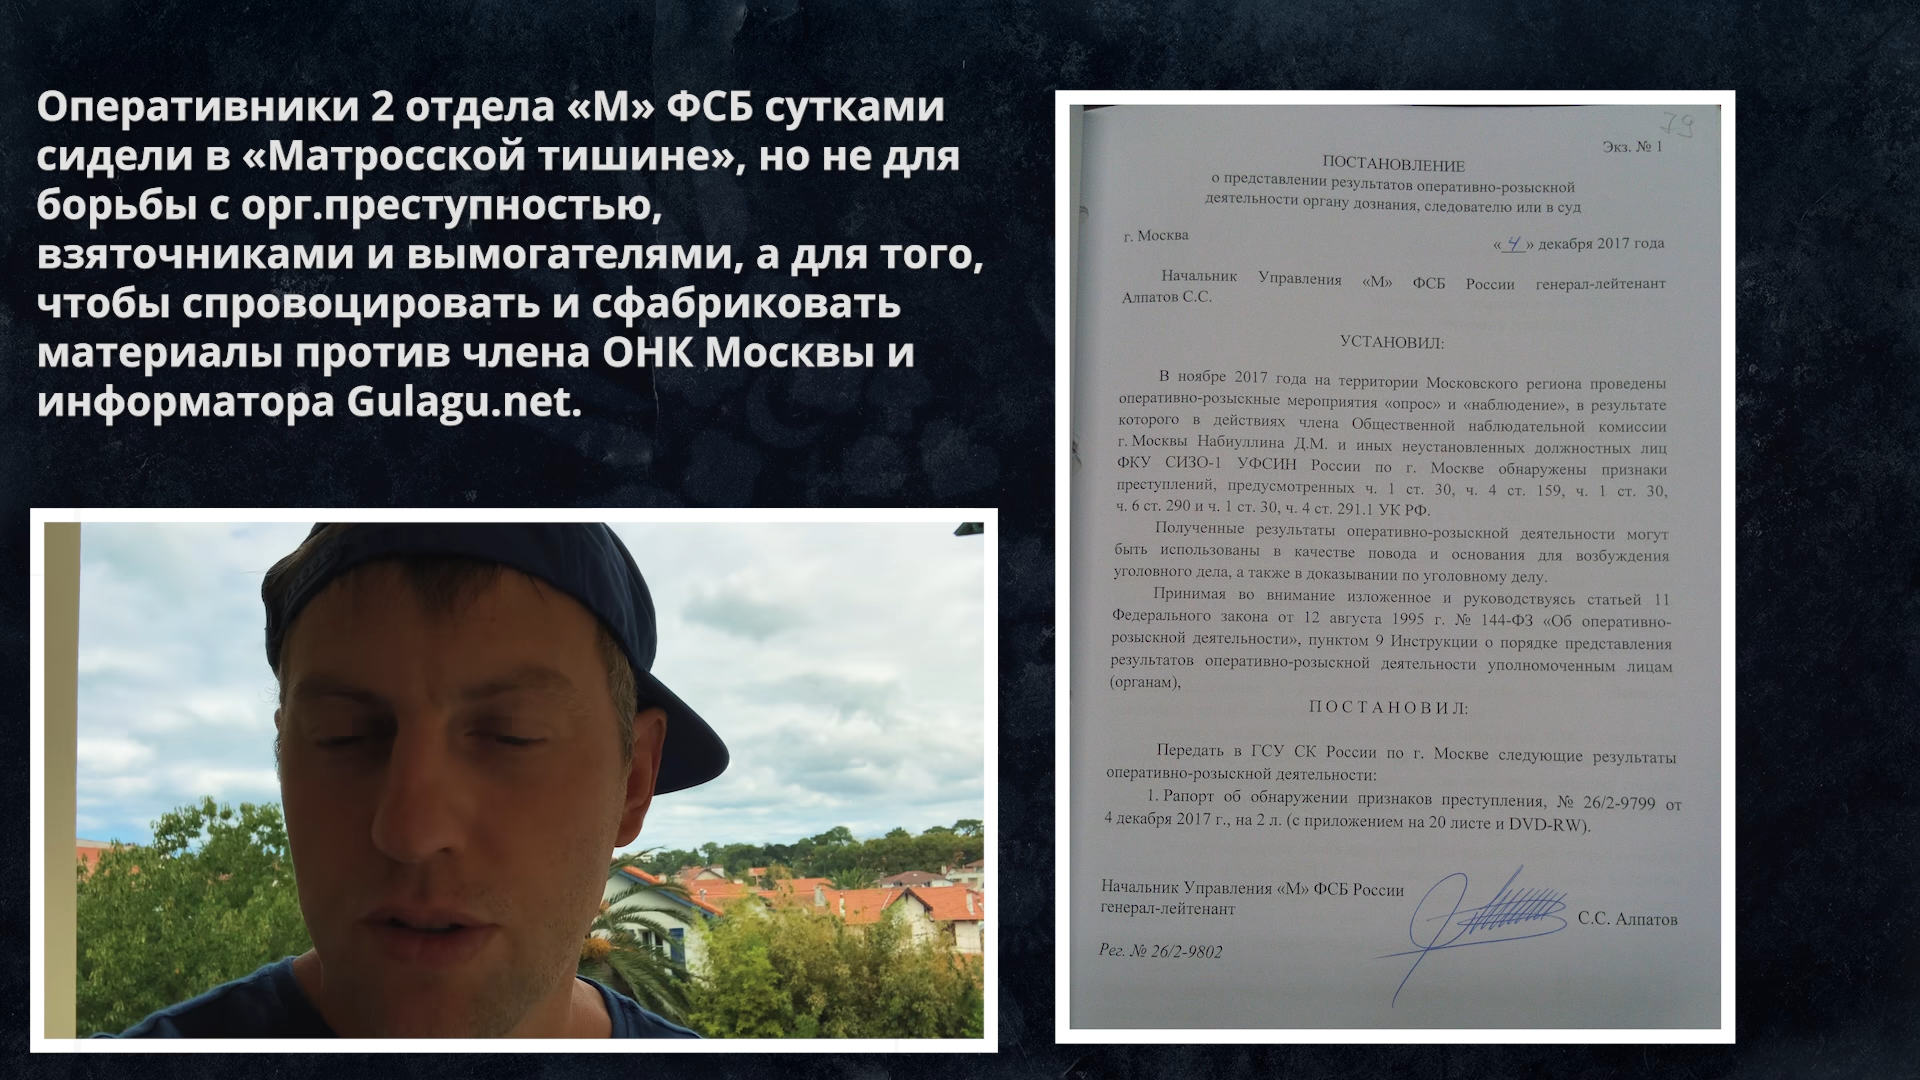 Оперативники 2 отдела «М» ФСБ сутками
сидели в «Матросской тишине», но не для
борьбы с орг.преступностью,
взяточниками и вымогателями, а для того,
чтобы спровоцировать и сфабриковать
материалы против члена ОНК Москвы и
информатора Gulagu.net.
79
Экз. № 1
ПОСТАНОВЛЕНИЕ
о представлении результатов оперативно-розыскной
деятельности органу дознания, следователю или в суд
г. Москва
«4» декабря 2017 года
Начальник Управления «М» ФСБ России генерал-лейтенант
Алпатов С.С.
УСТАНОВИЛ:
В ноябре 2017 года на территории Московского региона проведены
оперативно-розыскные мероприятия «опрос» и «наблюдение», в результате
которого в действиях члена Общественной наблюдательной комиссии
г. Москвы Набиуллина Д.М. и иных неустановленных должностных лиц
ФКУ СИЗО-1 УФСИН России по г. Москве обнаружены признаки
преступлений, предусмотренных ч. 1 ст. 30, ч. 4 ст. 159, ч. 1 ст. 30,
ч. 6 ст. 290 и ч. 1 ст. 30, ч. 4 ст. 291.1 УК РФ.
Полученные результаты оперативно-розыскной деятельности могут
быть использованы в качестве повода и основания для возбуждения
уголовного дела, а также в доказывании по уголовному делу.
Принимая во внимание изложенное и руководствуясь статьей 11
Федерального закона от 12 августа 1995 г. № 144-ФЗ «Об оперативно-
розыскной деятельности», пунктом 9 Инструкции о порядке представления
результатов оперативно-розыскной деятельности уполномоченным лицам
(органам),
П О С Т А Н О В И Л:
Передать в ГСУ СК России по г. Москве следующие результаты
оперативно-розыскной деятельности:
1. Рапорт об обнаружении признаков преступления, № 26/2-9799 от
4 декабря 2017 г., на 2 л. (с приложением на 20 листе и DVD-RW).
Начальник Управления «М» ФСБ России
генерал-лейтенант
С.С. Алпатов
Рег. № 26/2-9802